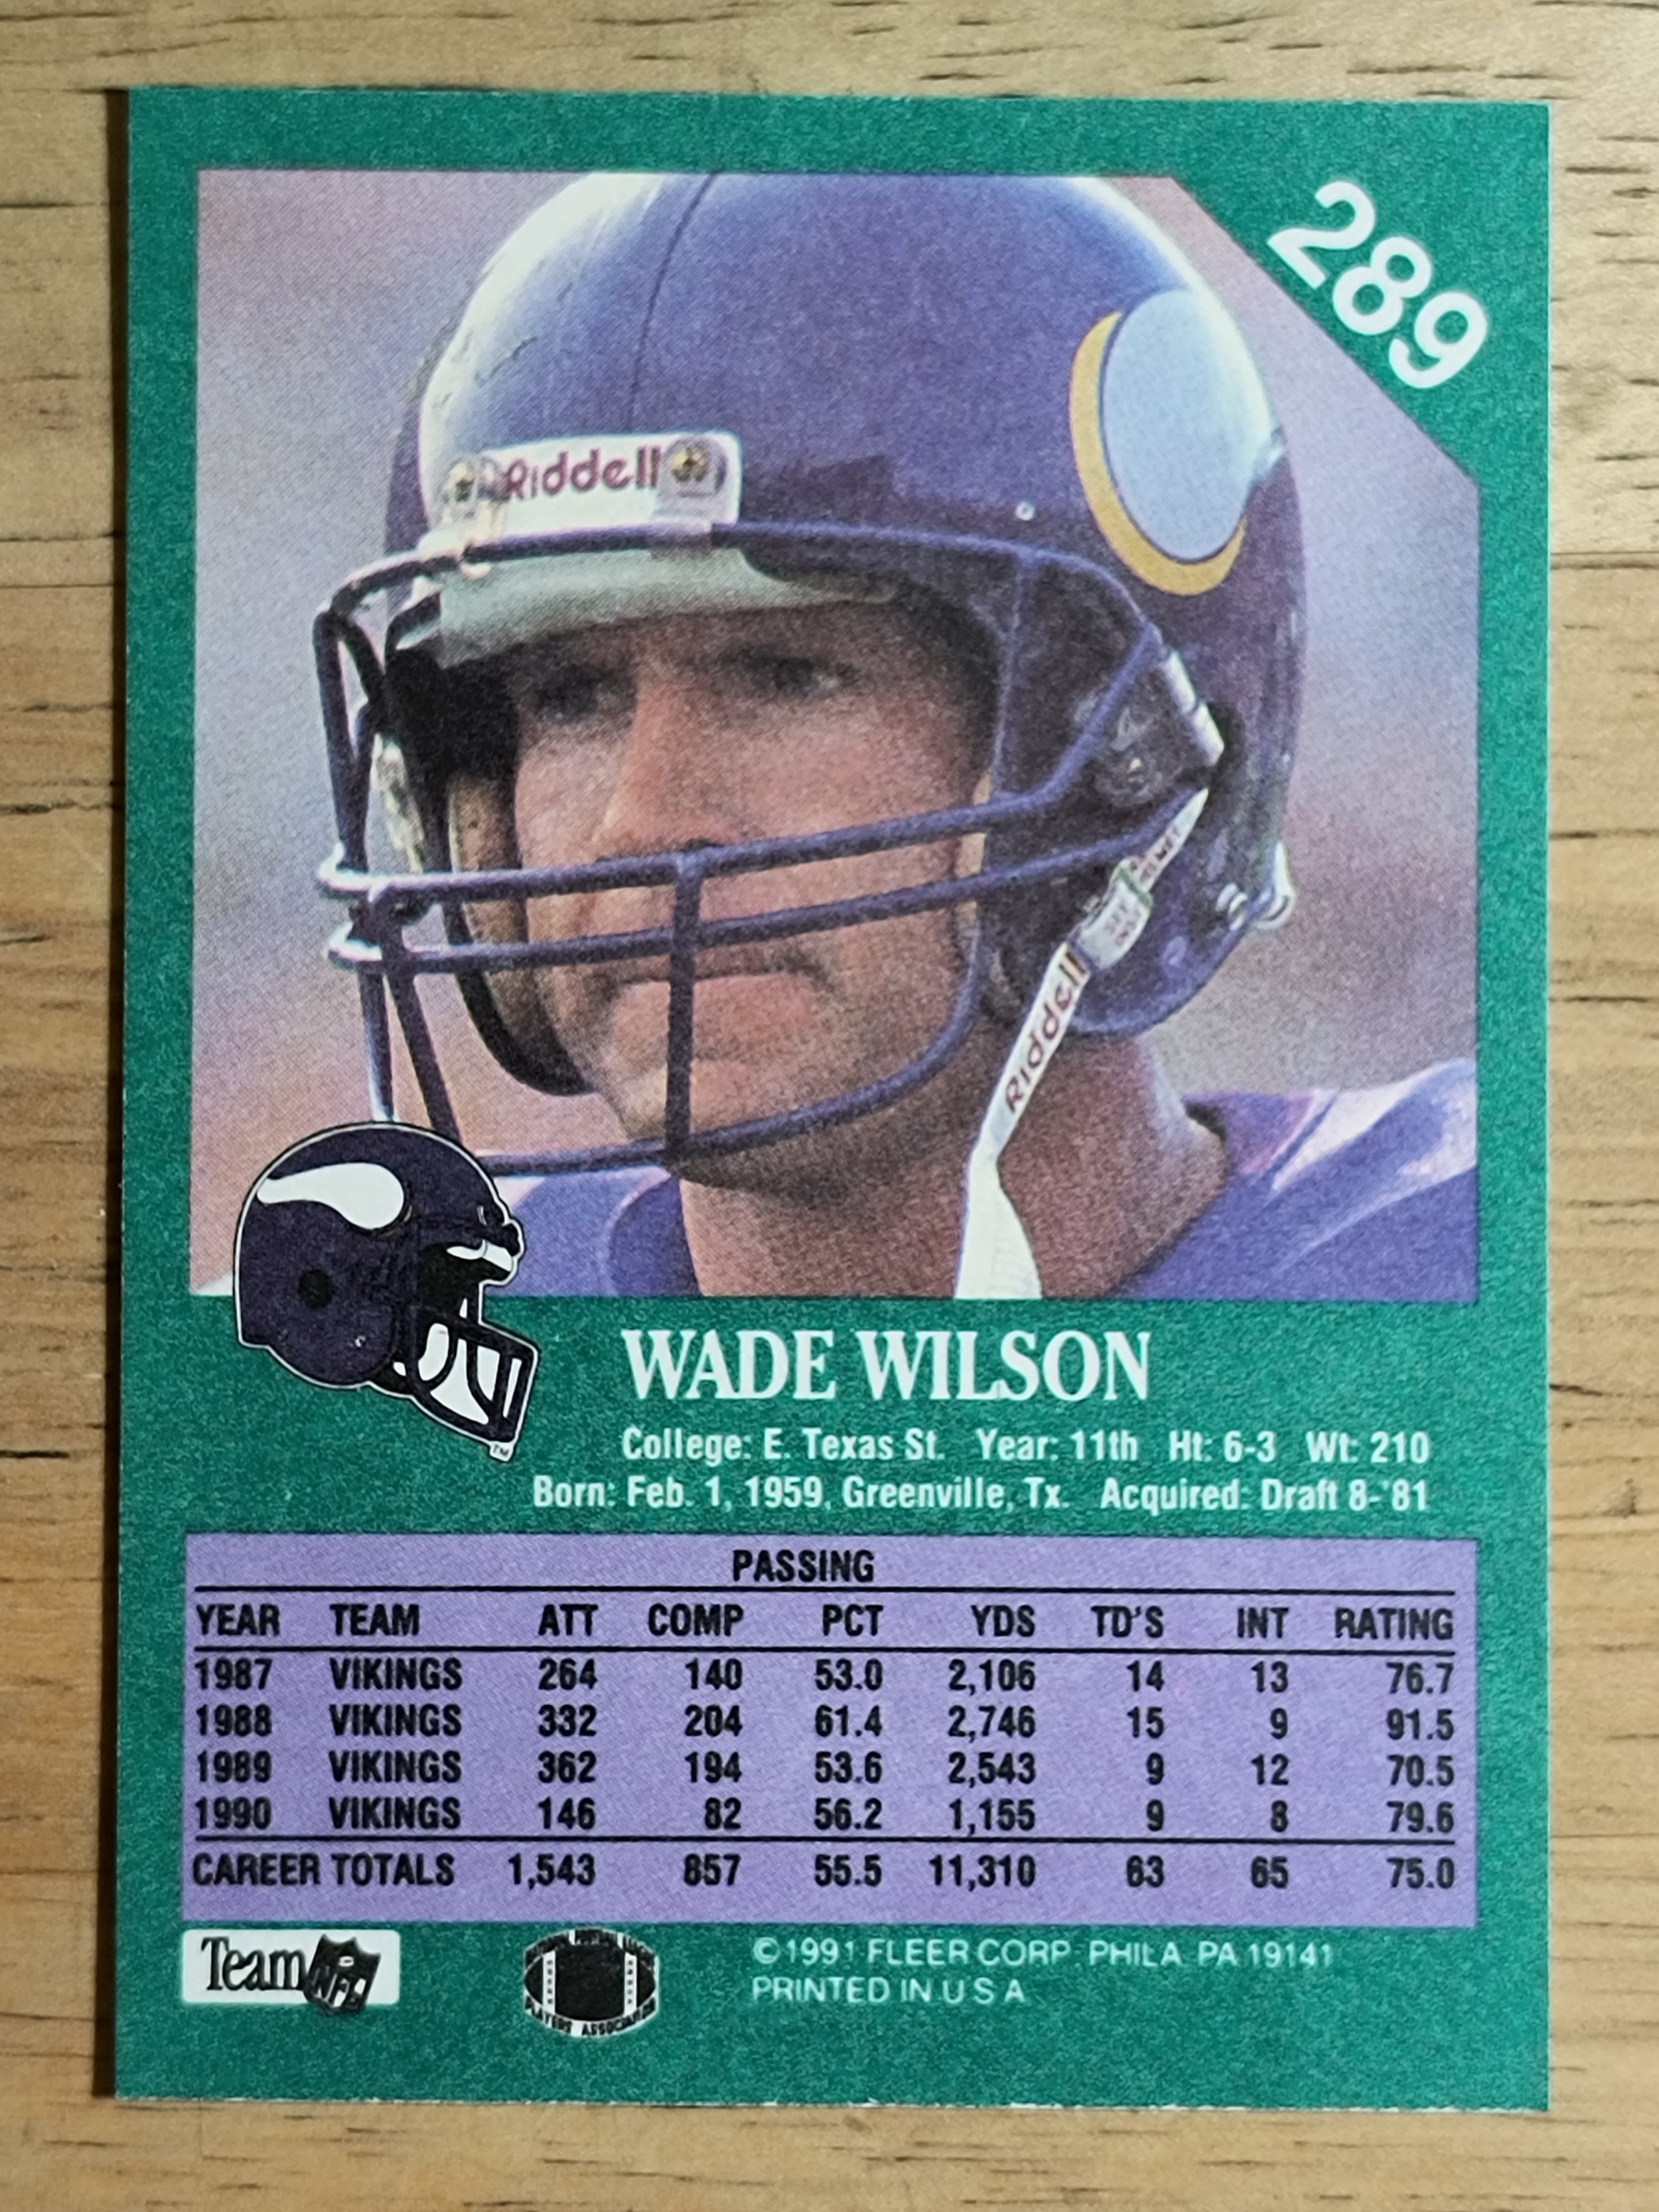 289
Riddell
Riddell
TM
WADE WILSON
College: E. Texas St. Year: 11th Ht: 6-3 Wt: 210
Born: Feb. 1, 1959, Greenville, Tx. Acquired: Draft 8-'81
PASSING
YEAR TEAM ATT COMP PCT YDS TD'S INT RATING
1987 VIKINGS 264 140 53.0 2,106 14 13 76.7
1988 VIKINGS 332 204 61.4 2,746 15 9 91.5
1989 VIKINGS 362 194 53.6 2,543 9 12 70.5
1990 VIKINGS 146 82 56.2 1,155 9 8 79.6
CAREER TOTALS 1,543 857 55.5 11,310 63 65 75.0
Team NFL
PLAYERS ASSOCIATION
© 1991 FLEER CORP. PHILA PA 19141
PRINTED IN U S A